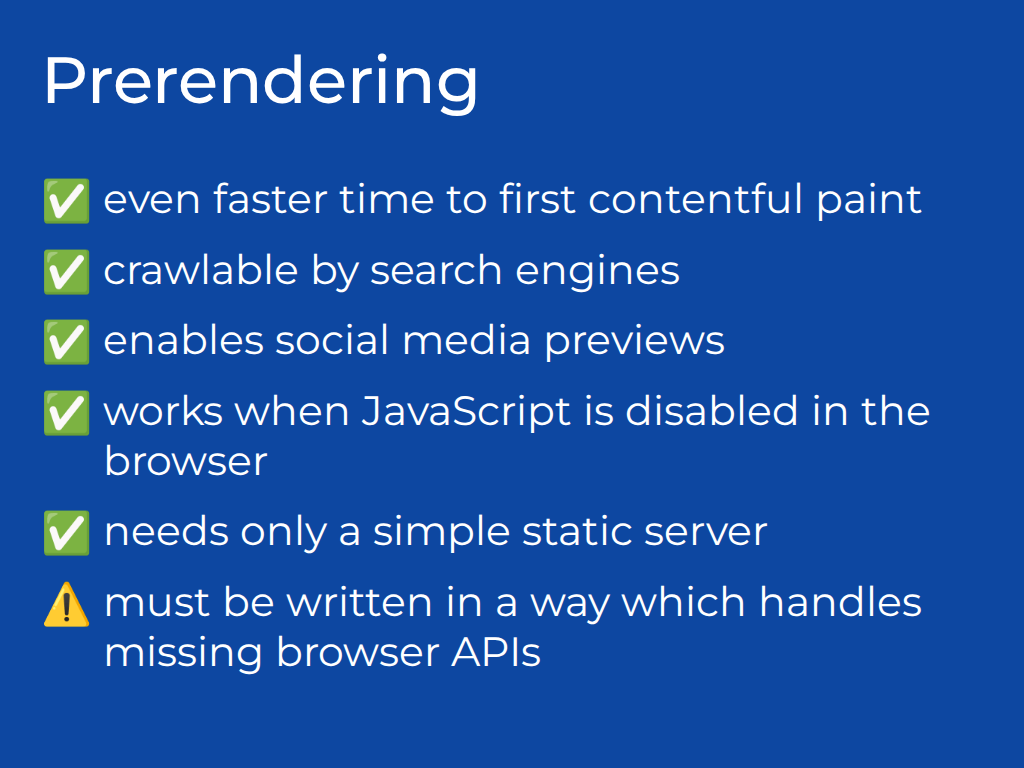 Prerendering
✅ even faster time to first contentful paint
✅ crawlable by search engines
✅ enables social media previews
✅ works when JavaScript is disabled in the
browser
✅ needs only a simple static server
⚠️ must be written in a way which handles
missing browser APIs